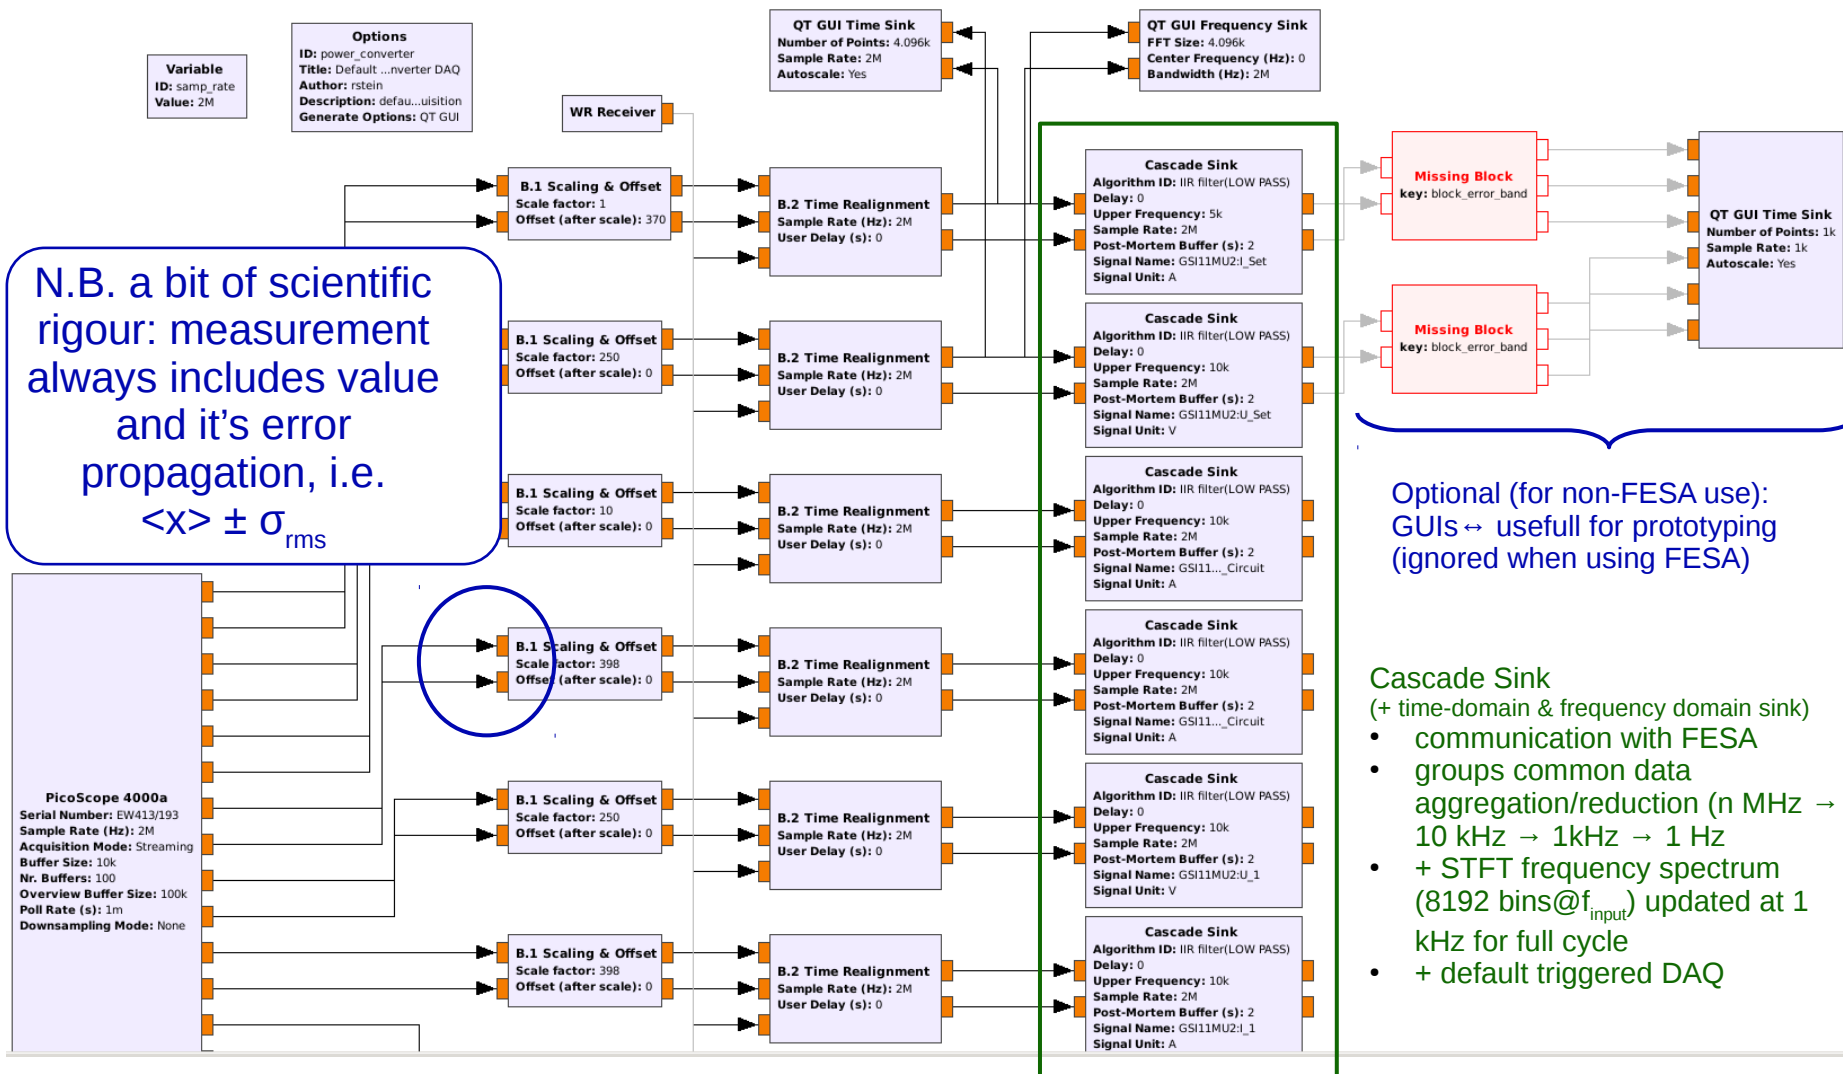 Variable
ID: samp_rate
Value: 2M
Options
ID: power_converter
Title: Default ...nverter DAQ
Author: rstein
Description: defau...uisition
Generate Options: QT GUI
WR Receiver
QT GUI Time Sink
Number of Points: 4.096k
Sample Rate: 2M
Autoscale: Yes
QT GUI Frequency Sink
FFT Size: 4.096k
Center Frequency (Hz): 0
Bandwidth (Hz): 2M
N.B. a bit of scientific
rigour: measurement
always includes value
and it's error
propagation, i.e.
<x> ± σrms
PicoScope 4000a
Serial Number: EW413/193
Sample Rate (Hz): 2M
Acquisition Mode: Streaming
Buffer Size: 10k
Nr. Buffers: 100
Overview Buffer Size: 100k
Poll Rate (s): 1m
Downsampling Mode: None
B.1 Scaling & Offset
Scale factor: 1
Offset (after scale): 370
B.2 Time Realignment
Sample Rate (Hz): 2M
User Delay (s): 0
Cascade Sink
Algorithm ID: IIR filter(LOW PASS)
Delay: 0
Upper Frequency: 5k
Sample Rate: 2M
Post-Mortem Buffer (s): 2
Signal Name: GSI11MU2:I_Set
Signal Unit: A
B.1 Scaling & Offset
Scale factor: 250
Offset (after scale): 0
B.2 Time Realignment
Sample Rate (Hz): 2M
User Delay (s): 0
Cascade Sink
Algorithm ID: IIR filter(LOW PASS)
Delay: 0
Upper Frequency: 10k
Sample Rate: 2M
Post-Mortem Buffer (s): 2
Signal Name: GSI11MU2:U_Set
Signal Unit: V
B.1 Scaling & Offset
Scale factor: 10
Offset (after scale): 0
B.2 Time Realignment
Sample Rate (Hz): 2M
User Delay (s): 0
Cascade Sink
Algorithm ID: IIR filter(LOW PASS)
Delay: 0
Upper Frequency: 10k
Sample Rate: 2M
Post-Mortem Buffer (s): 2
Signal Name: GSI11..._Circuit
Signal Unit: A
B.1 Scaling & Offset
Scale factor: 398
Offset (after scale): 0
B.2 Time Realignment
Sample Rate (Hz): 2M
User Delay (s): 0
Cascade Sink
Algorithm ID: IIR filter(LOW PASS)
Delay: 0
Upper Frequency: 10k
Sample Rate: 2M
Post-Mortem Buffer (s): 2
Signal Name: GSI11..._Circuit
Signal Unit: A
B.1 Scaling & Offset
Scale factor: 250
Offset (after scale): 0
B.2 Time Realignment
Sample Rate (Hz): 2M
User Delay (s): 0
Cascade Sink
Algorithm ID: IIR filter(LOW PASS)
Delay: 0
Upper Frequency: 10k
Sample Rate: 2M
Post-Mortem Buffer (s): 2
Signal Name: GSI11MU2:U_1
Signal Unit: V
B.1 Scaling & Offset
Scale factor: 398
Offset (after scale): 0
B.2 Time Realignment
Sample Rate (Hz): 2M
User Delay (s): 0
Cascade Sink
Algorithm ID: IIR filter(LOW PASS)
Delay: 0
Upper Frequency: 10k
Sample Rate: 2M
Post-Mortem Buffer (s): 2
Signal Name: GSI11MU2:I_1
Signal Unit: A
Missing Block
key: block_error_band
Missing Block
key: block_error_band
QT GUI Time Sink
Number of Points: 1k
Sample Rate: 1k
Autoscale: Yes
Optional (for non-FESA use):
GUIs↔ usefull for prototyping
(ignored when using FESA)
Cascade Sink
(+ time-domain & frequency domain sink)
• communication with FESA
• groups common data
aggregation/reduction (n MHz →
10 kHz → 1kHz → 1 Hz
• + STFT frequency spectrum
(8192 bins@finput) updated at 1
kHz for full cycle
• + default triggered DAQ